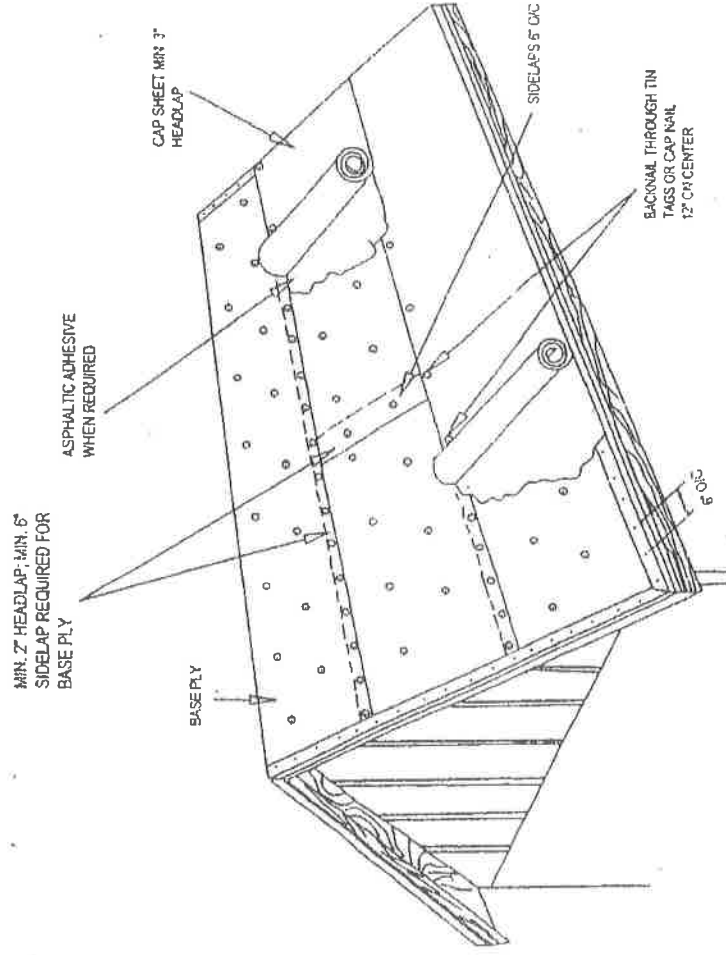 MIN. 2" HEADLAP; MIN. 6"
SIDELAP REQUIRED FOR
BASE PLY
BASE PLY
ASPHALTIC ADHESIVE
WHEN REQUIRED
CAP SHEET MIN 3"
HEADLAP
SIDELAPS 6" O/C
BACKNAIL THROUGH TIN
TAGS OR CAP NAIL
12" ON CENTER
6" O/C